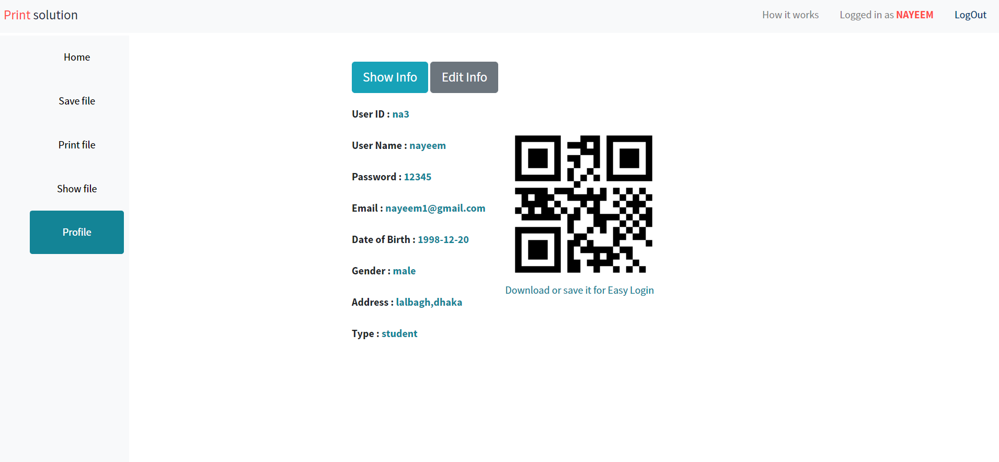 Print solution
How it works
Logged in as NAYEEM
LogOut
Home
Save file
Print file
Show file
Profile
Show Info
Edit Info
User ID : na3
User Name : nayeem
Password : 12345
Email : nayeem1@gmail.com
Date of Birth : 1998-12-20
Gender : male
Address : lalbagh,dhaka
Type : student
Download or save it for Easy Login